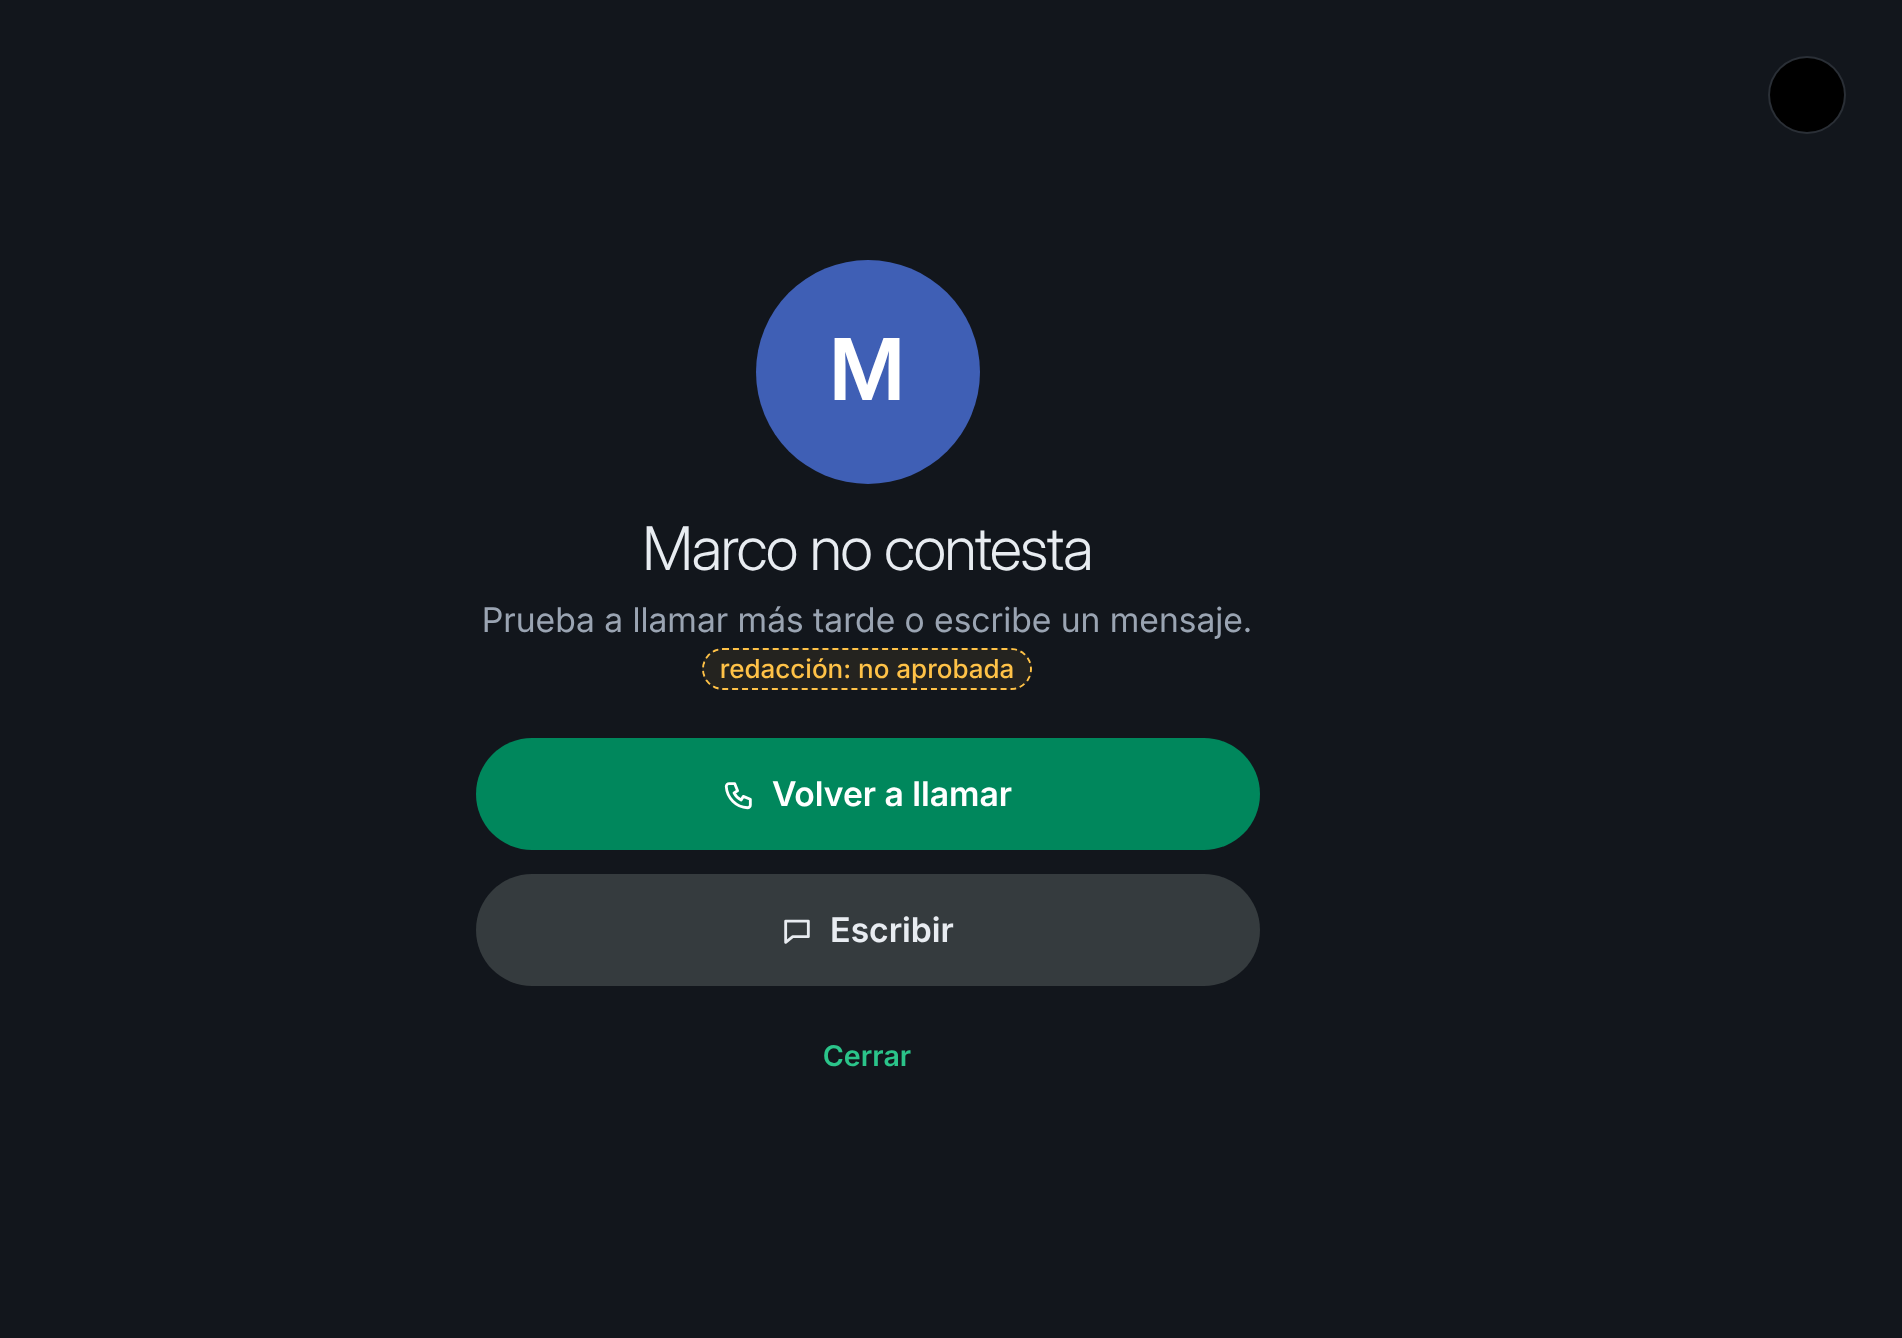 M
Marco no contesta
Prueba a llamar más tarde o escribe un mensaje.
redacción: no aprobada
Volver a llamar
Escribir
Cerrar